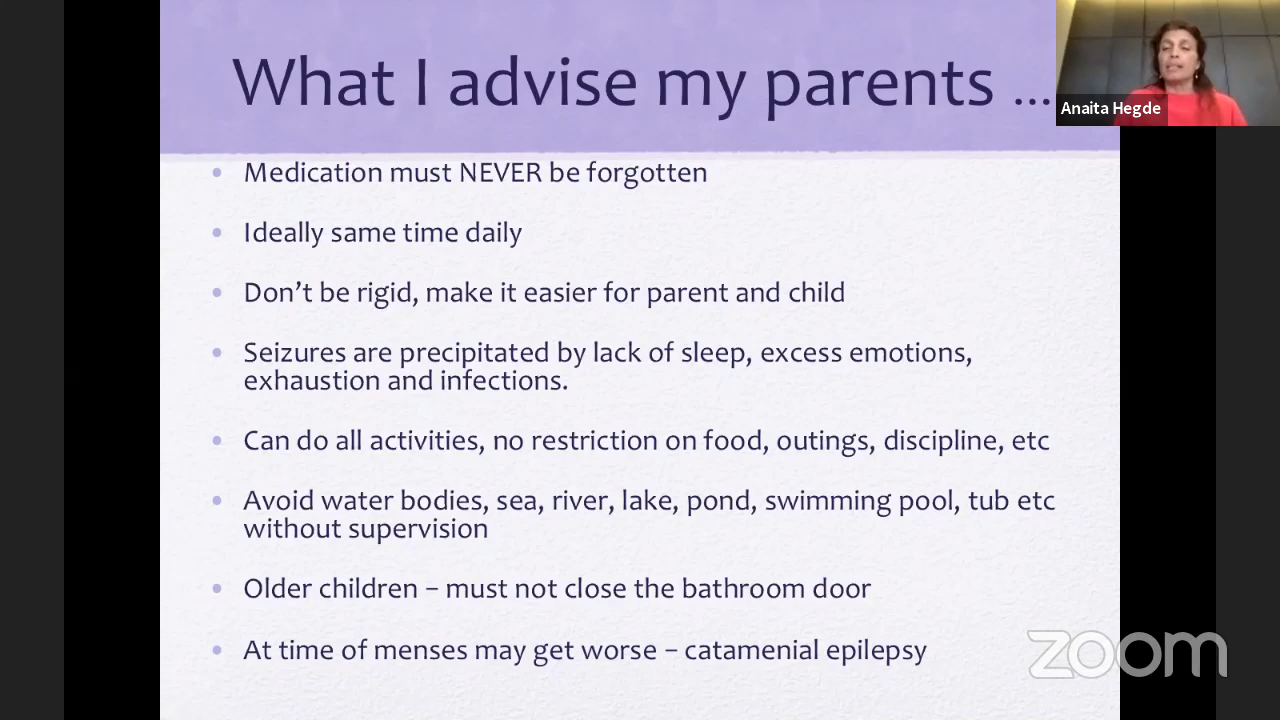 What I advise my parents ...
Anaita Hegde
• Medication must NEVER be forgotten
• Ideally same time daily
• Don’t be rigid, make it easier for parent and child
• Seizures are precipitated by lack of sleep, excess emotions,
exhaustion and infections.
• Can do all activities, no restriction on food, outings, discipline, etc
• Avoid water bodies, sea, river, lake, pond, swimming pool, tub etc
without supervision
• Older children – must not close the bathroom door
• At time of menses may get worse – catamenial epilepsy
zoom